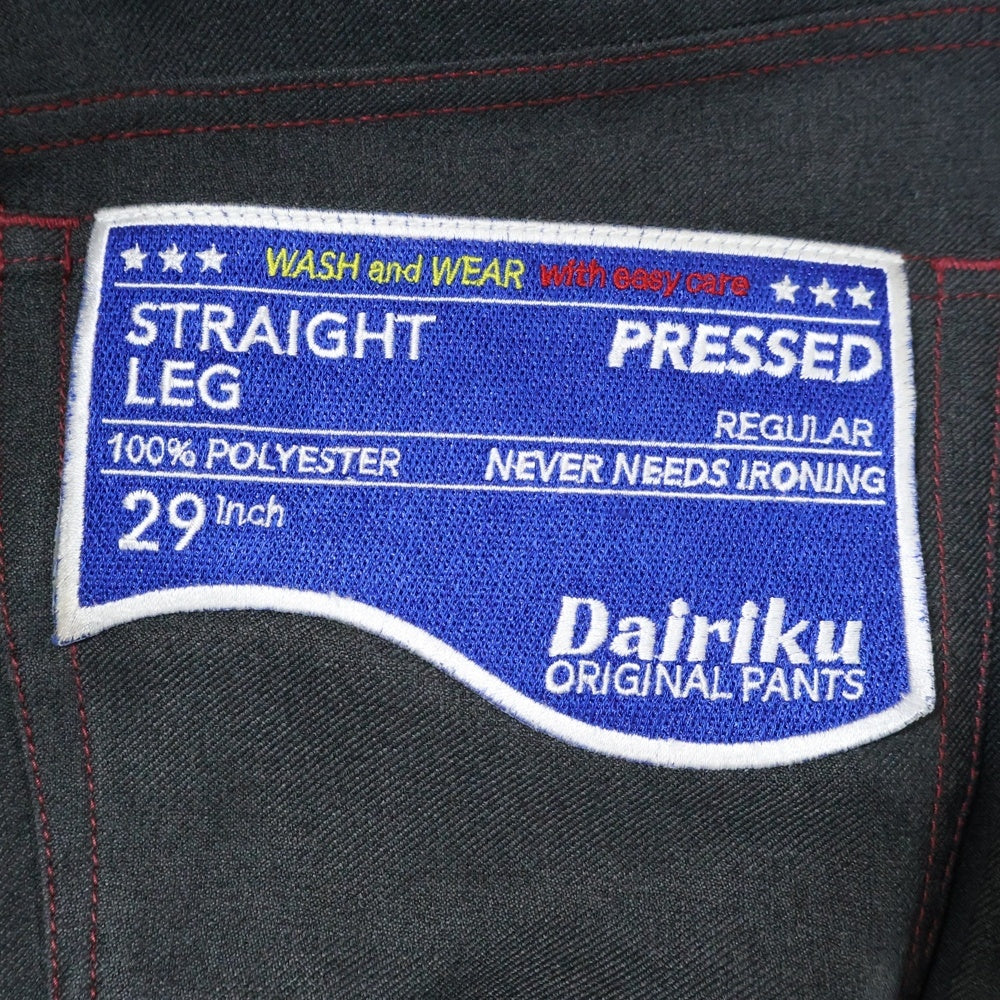 WASH and WEAR with easy care
STRAIGHT PRESSED
LEG
REGULAR
100% POLYESTER NEVER NEEDS IRONING
29 Inch
Dairiku
ORIGINAL PANTS